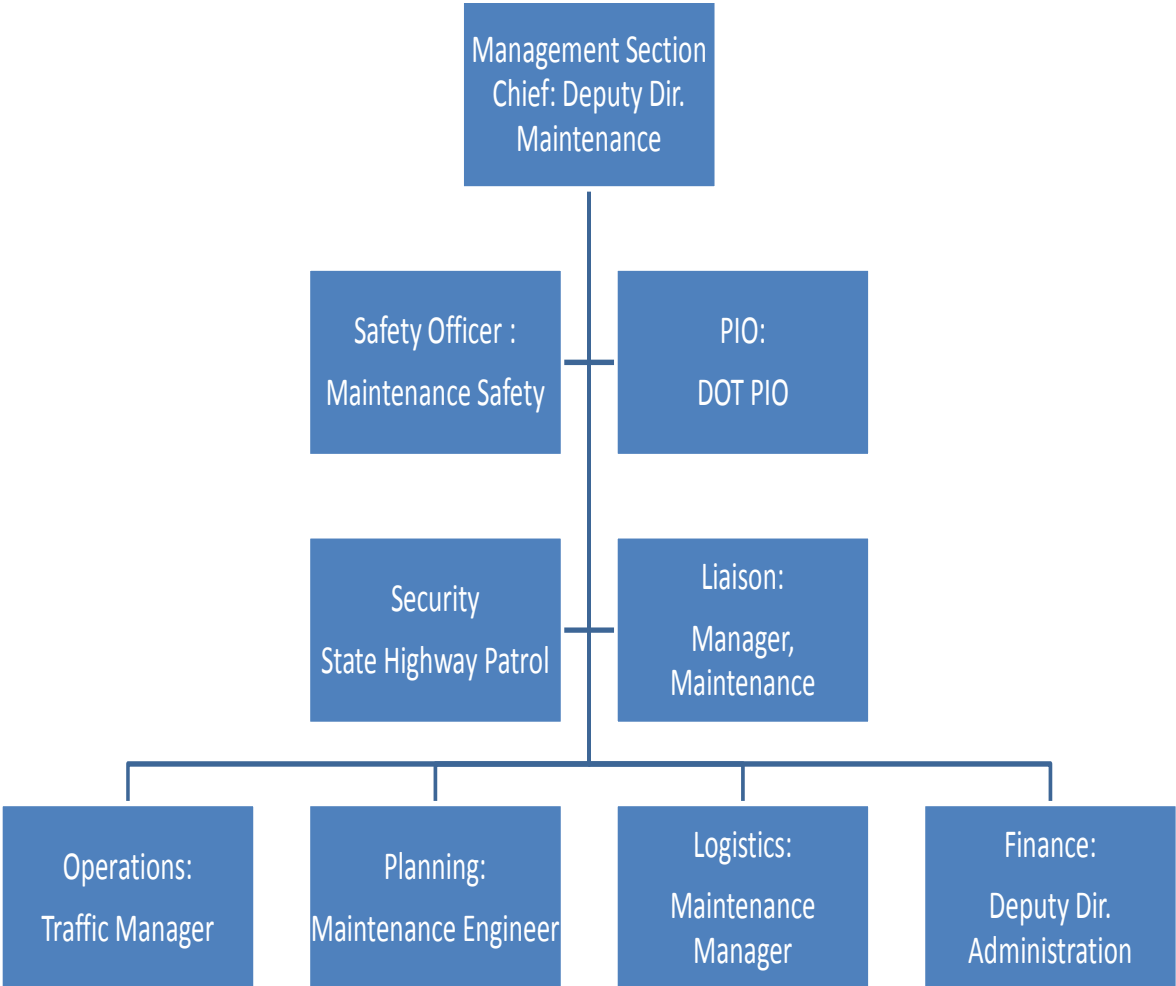 Management Section
Chief: Deputy Dir.
Maintenance
Safety Officer :
Maintenance Safety
PIO:
DOT PIO
Security
State Highway Patrol
Liaison:
Manager,
Maintenance
Operations:
Traffic Manager
Planning:
Maintenance Engineer
Logistics:
Maintenance
Manager
Finance:
Deputy Dir.
Administration